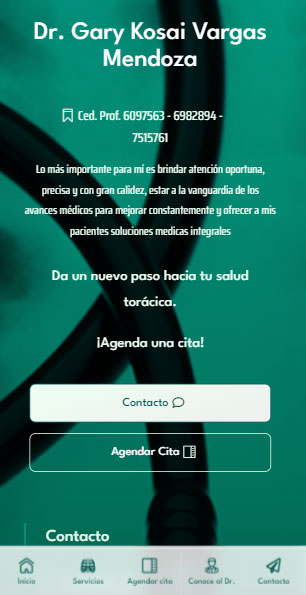 Dr. Gary Kosai Vargas
Mendoza
Ced. Prof. 6097563 - 6982894 -
7515761
Lo más importante para mí es brindar atención oportuna,
precisa y con gran calidez, estar a la vanguardia de los
avances médicos para mejorar constantemente y ofrecer a mis
pacientes soluciones medicas integrales
Da un nuevo paso hacia tu salud
torácica.
¡Agenda una cita!
Contacto
Agendar Cita
Contacto
Inicio
Servicios
Agendar cita
Conoce al Dr.
Contacto